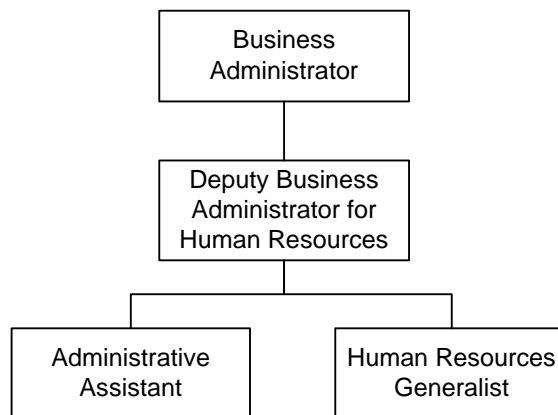 Business
Administrator
Deputy Business
Administrator for
Human Resources
Administrative
Assistant
Human Resources
Generalist